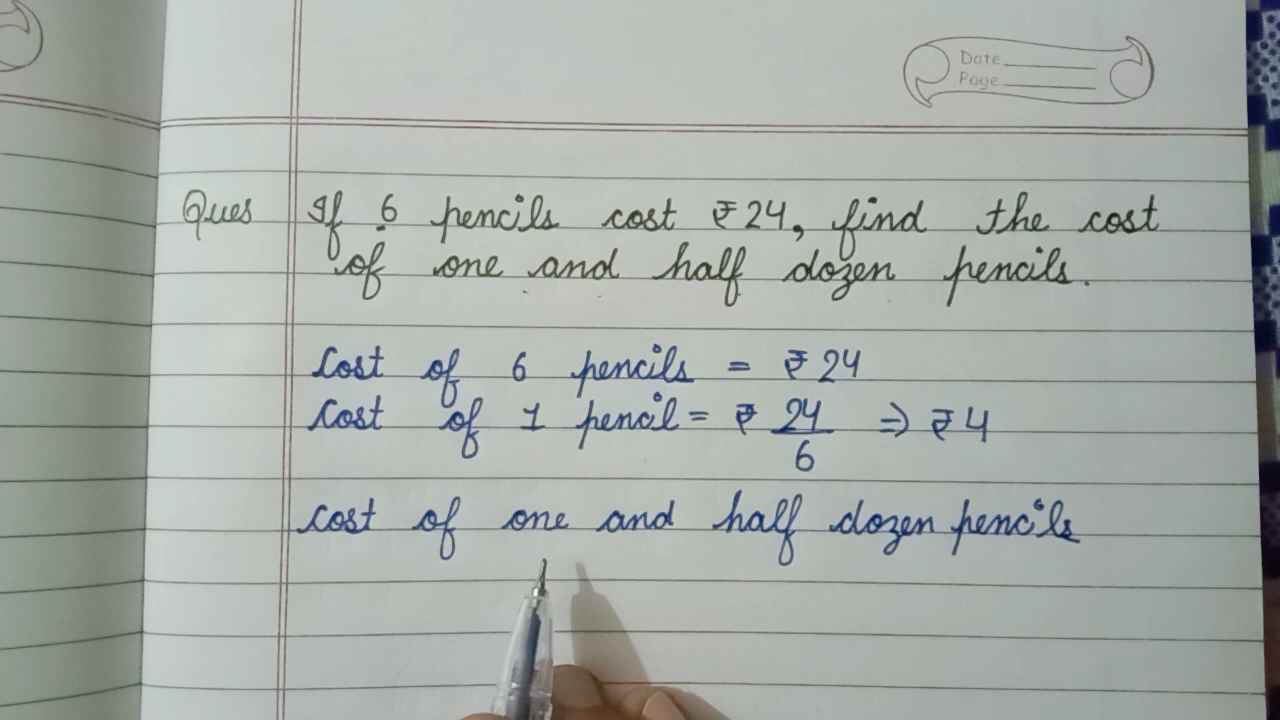 Date
Page
Ques If 6 pencils cost ₹24, find the cost
of one and half dozen pencils.
Cost of 6 pencils = ₹24
Cost of 1 pencil = ₹ 24/6 ⇒ ₹4
cost of one and half dozen pencils